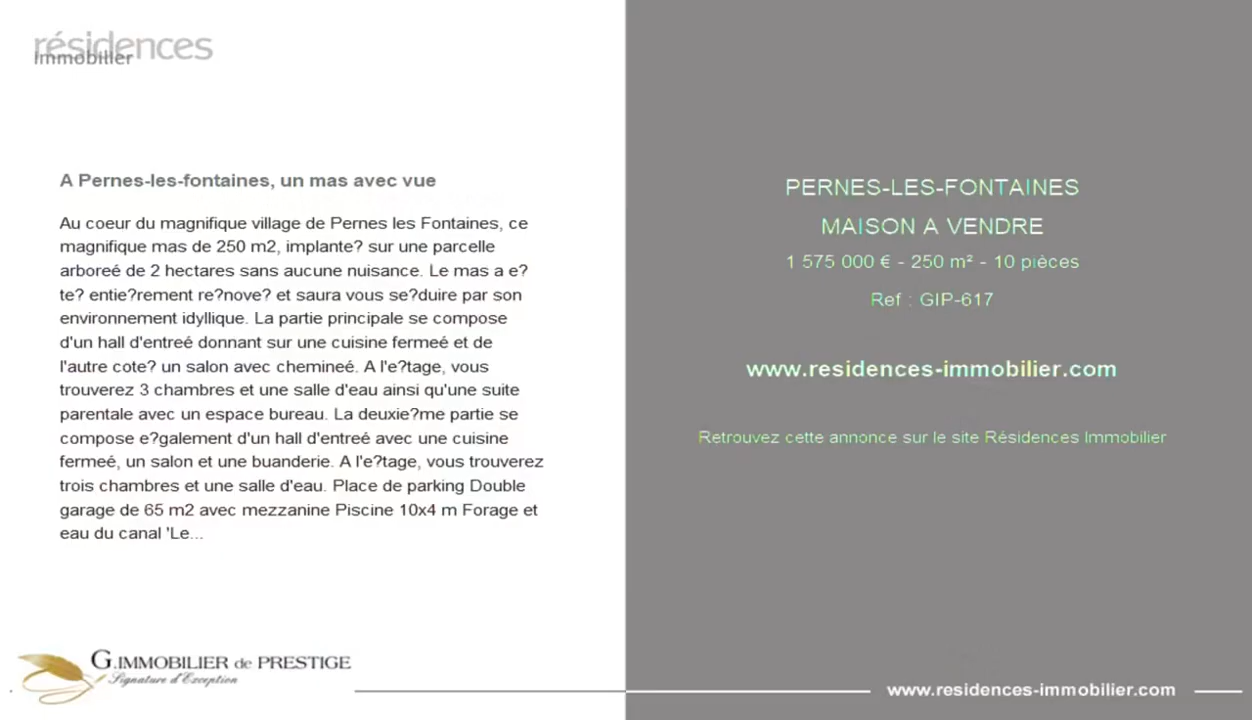 résidences
Immobilier
A Pernes-les-fontaines, un mas avec vue
Au coeur du magnifique village de Pernes les Fontaines, ce
magnifique mas de 250 m2, implante? sur une parcelle
arboreé de 2 hectares sans aucune nuisance. Le mas a e?
te? entie?rement re?nove? et saura vous se?duire par son
environnement idyllique. La partie principale se compose
d'un hall d'entreé donnant sur une cuisine fermeé et de
l'autre cote? un salon avec chemineé. A l'e?tage, vous
trouverez 3 chambres et une salle d'eau ainsi qu'une suite
parentale avec un espace bureau. La deuxie?me partie se
compose e?galement d'un hall d'entreé avec une cuisine
fermeé, un salon et une buanderie. A l'e?tage, vous trouverez
trois chambres et une salle d'eau. Place de parking Double
garage de 65 m2 avec mezzanine Piscine 10x4 m Forage et
eau du canal 'Le...
G.IMMOBILIER de PRESTIGE
Signature d'Exception
PERNES-LES-FONTAINES
MAISON A VENDRE
1 575 000 € - 250 m² - 10 pièces
Ref : GIP-617
www.residences-immobilier.com
Retrouvez cette annonce sur le site Résidences Immobilier
www.residences-immobilier.com